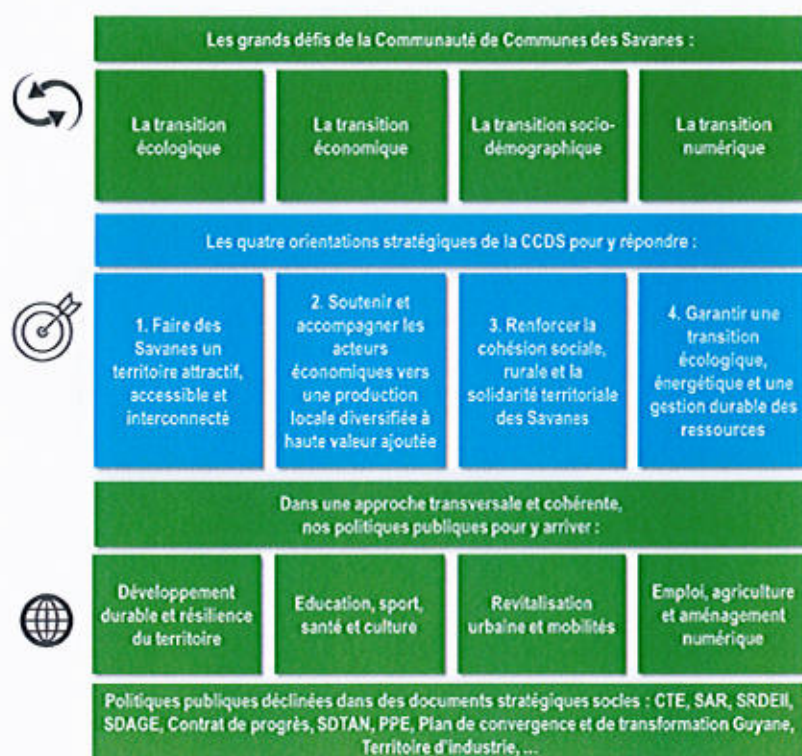 Les grands défis de la Communauté de Communes des Savanes :
La transition
écologique
La transition
économique
La transition socio-
démographique
La transition
numérique
Les quatre orientations stratégiques de la CCDS pour y répondre :
1. Faire des
Savanes un
territoire attractif,
accessible et
interconnecté
2. Soutenir et
accompagner les
acteurs
économiques vers
une production
locale diversifiée à
haute valeur ajoutée
3. Renforcer la
cohésion sociale,
rurale et la
solidarité territoriale
des Savanes
4. Garantir une
transition
écologique,
énergétique et une
gestion durable des
ressources
Dans une approche transversale et cohérente,
nos politiques publiques pour y arriver :
Développement
durable et résilience
du territoire
Education, sport,
santé et culture
Revitalisation
urbaine et mobilités
Emploi, agriculture
et aménagement
numérique
Politiques publiques déclinées dans des documents stratégiques socles : CTE, SAR, SRDEII,
SDAGE, Contrat de progrès, SDTAN, PPE, Plan de convergence et de transformation Guyane,
Territoire d'industrie, ...